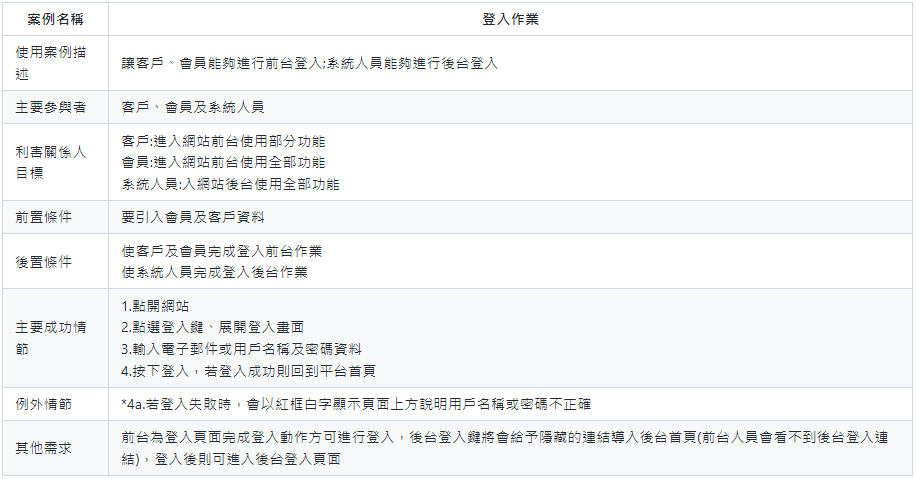 案例名稱 登入作業
使用案例描
述
讓客戶、會員能夠進行前台登入;系統人員能夠進行後台登入
主要參與者 客戶、會員及系統人員
利害關係人
目標
客戶:進入網站前台使用部分功能
會員:進入網站前台使用全部功能
系統人員:入網站後台使用全部功能
前置條件 要引入會員及客戶資料
後置條件
使客戶及會員完成登入前台作業
使系統人員完成登入後台作業
主要成功情
節
1.點開網站
2.點選登入鍵、展開登入畫面
3.輸入電子郵件或用戶名稱及密碼資料
4.按下登入，若登入成功則回到平台首頁
例外情節 *4a.若登入失敗時，會以紅框白字顯示頁面上方說明用戶名稱或密碼不正確
其他需求
前台為登入頁面完成登入動作方可進行登入，後台登入鍵將會給予隱藏的連結導入後台首頁(前台人員會看不到後台登入連
結)，登入後則可進入後台登入頁面